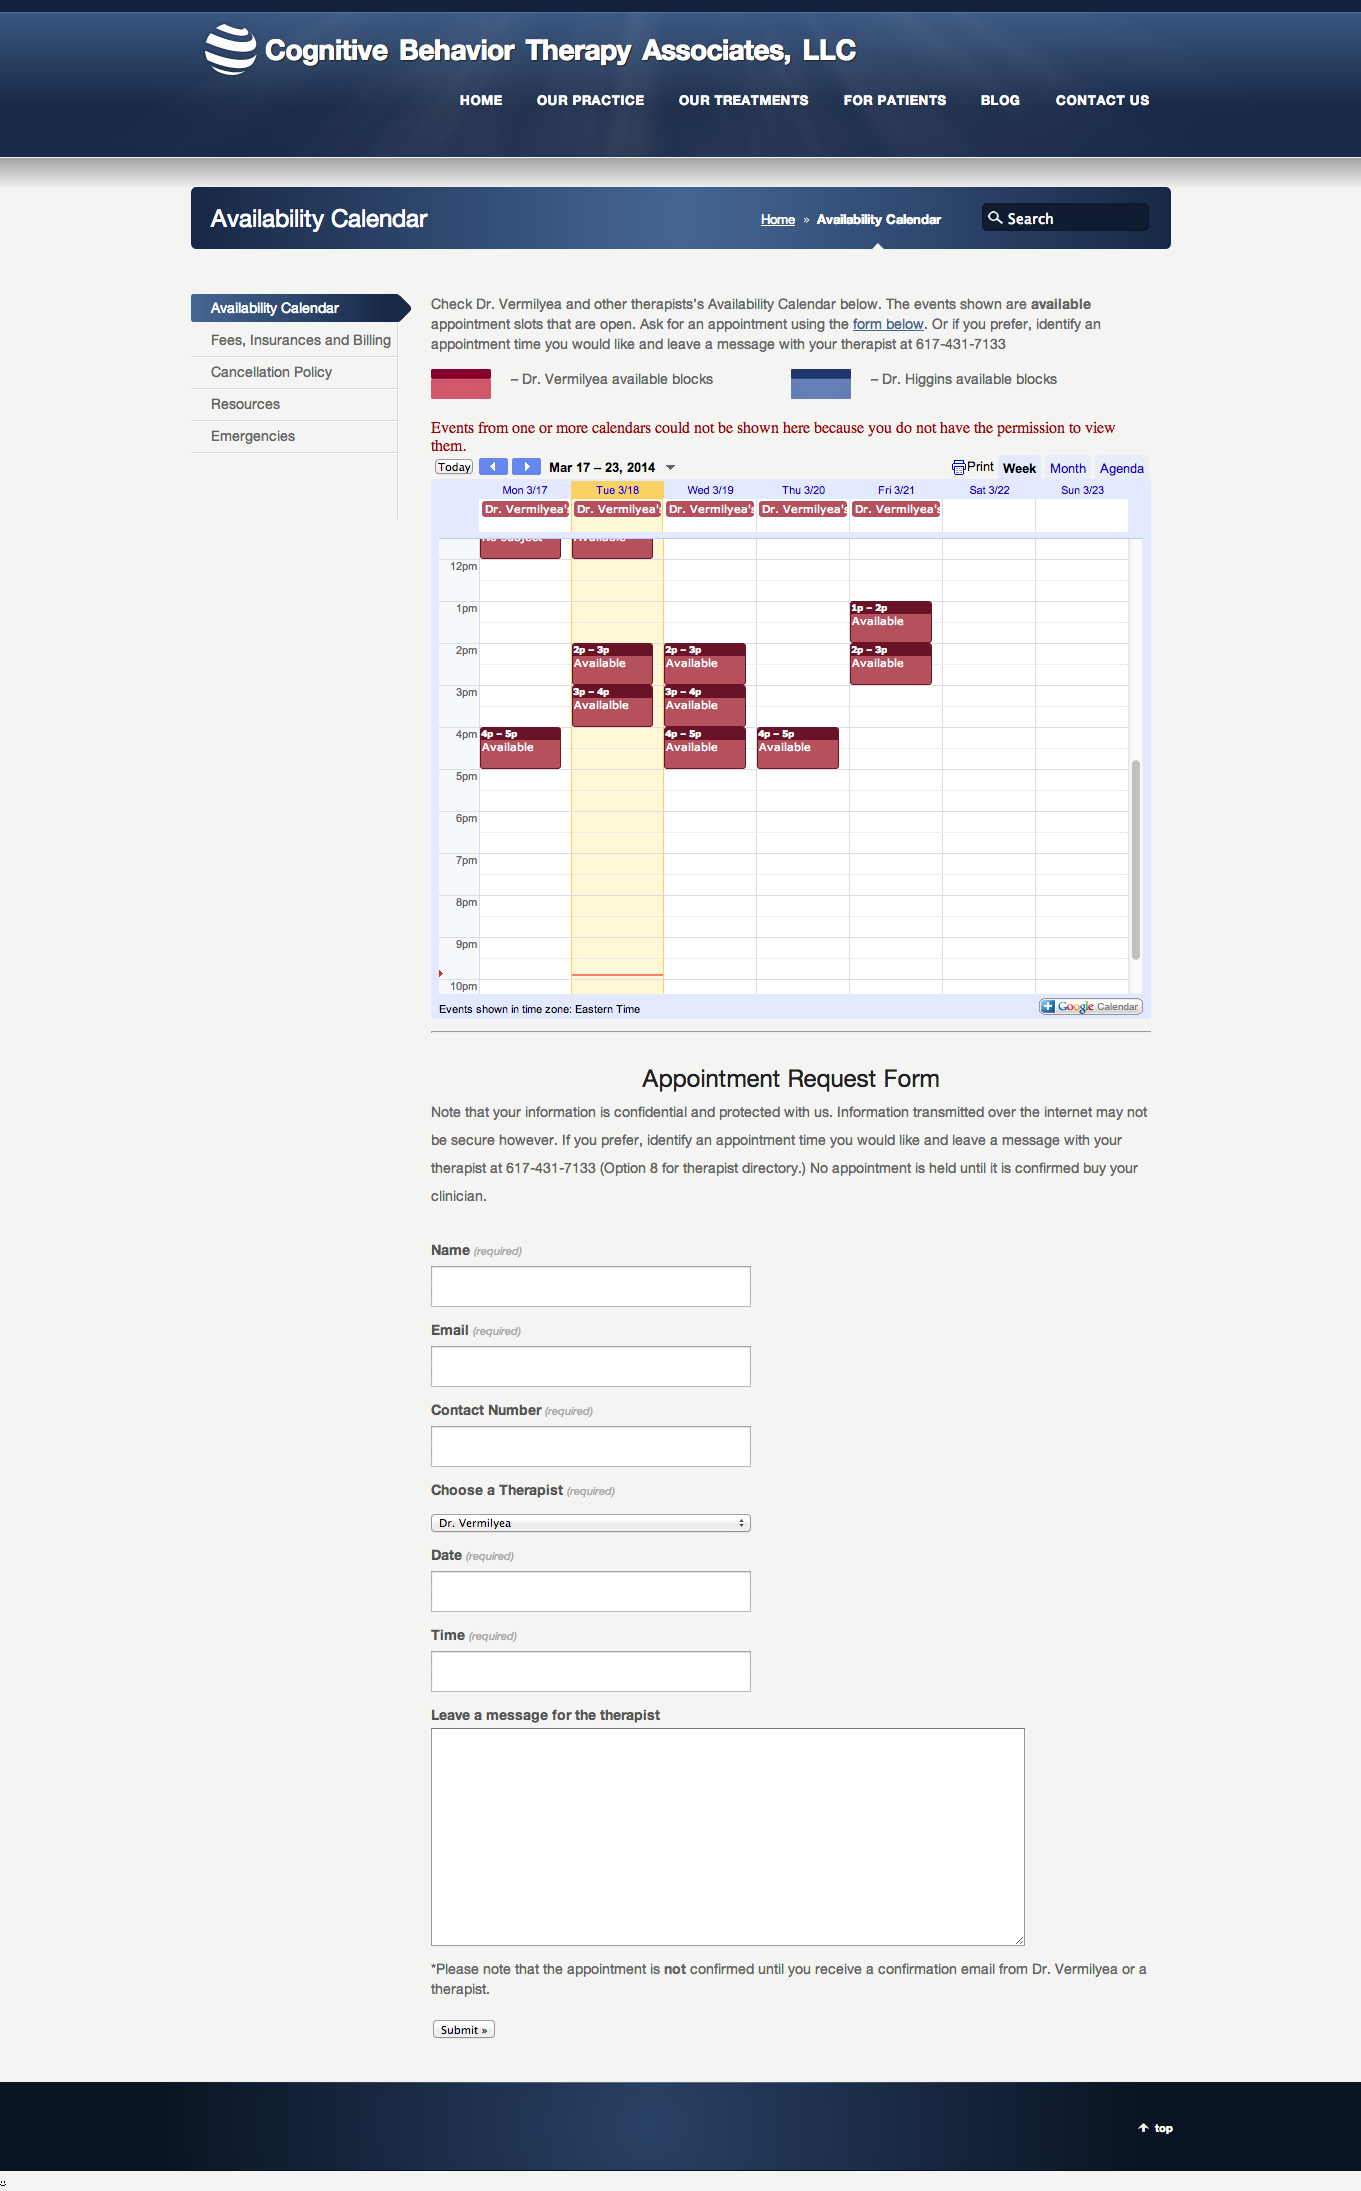 Cognitive Behavior Therapy Associates, LLC
HOME OUR PRACTICE OUR TREATMENTS FOR PATIENTS BLOG CONTACT US
Availability Calendar
Home » Availability Calendar
Search
Availability Calendar
Fees, Insurances and Billing
Cancellation Policy
Resources
Emergencies
Check Dr. Vermilyea and other therapists's Availability Calendar below. The events shown are available
appointment slots that are open. Ask for an appointment using the form below. Or if you prefer, identify an
appointment time you would like and leave a message with your therapist at 617-431-7133
– Dr. Vermilyea available blocks
– Dr. Higgins available blocks
Events from one or more calendars could not be shown here because you do not have the permission to view
them.
Today Mar 17 – 23, 2014 Print Week Month Agenda
Mon 3/17 Tue 3/18 Wed 3/19 Thu 3/20 Fri 3/21 Sat 3/22 Sun 3/23
Dr. Vermilyea's Dr. Vermilyea's Dr. Vermilyea's Dr. Vermilyea's Dr. Vermilyea's
No subject Available
12pm
1pm 1p – 2p
Available
2pm 2p – 3p 2p – 3p 2p – 3p
Available Available Available
3pm 3p – 4p 3p – 4p
Availalble Available
4pm 4p – 5p 4p – 5p 4p – 5p
Available Available Available
5pm
6pm
7pm
8pm
9pm
10pm
Events shown in time zone: Eastern Time
Google Calendar
Appointment Request Form
Note that your information is confidential and protected with us. Information transmitted over the internet may not
be secure however. If you prefer, identify an appointment time you would like and leave a message with your
therapist at 617-431-7133 (Option 8 for therapist directory.) No appointment is held until it is confirmed buy your
clinician.
Name (required)
Email (required)
Contact Number (required)
Choose a Therapist (required)
Dr. Vermilyea
Date (required)
Time (required)
Leave a message for the therapist
*Please note that the appointment is not confirmed until you receive a confirmation email from Dr. Vermilyea or a
therapist.
Submit »
top